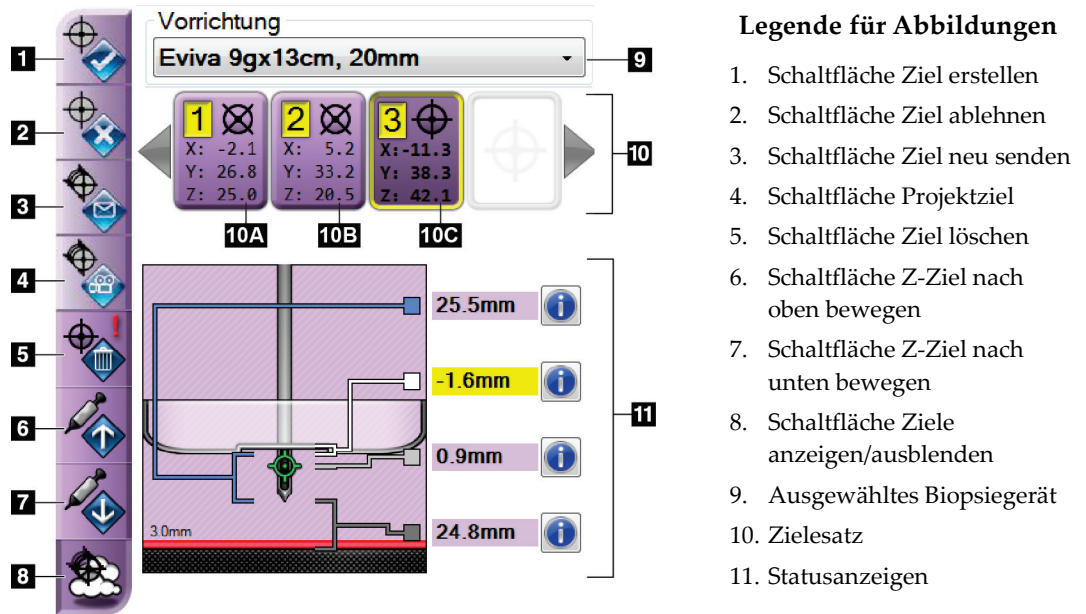 Vorrichtung
Eviva 9gx13cm, 20mm
1
2
3
4
5
6
7
8
9
10
11
1
X: -2.1
Y: 26.8
Z: 25.0
2
X: 5.2
Y: 33.2
Z: 20.5
3
X:-11.3
Y: 38.3
Z: 42.1
10A
10B
10C
25.5mm
-1.6mm
0.9mm
24.8mm
3.0mm
!
Legende für Abbildungen
1. Schaltfläche Ziel erstellen
2. Schaltfläche Ziel ablehnen
3. Schaltfläche Ziel neu senden
4. Schaltfläche Projektziel
5. Schaltfläche Ziel löschen
6. Schaltfläche Z-Ziel nach
oben bewegen
7. Schaltfläche Z-Ziel nach
unten bewegen
8. Schaltfläche Ziele
anzeigen/ausblenden
9. Ausgewähltes Biopsiegerät
10. Zielesatz
11. Statusanzeigen